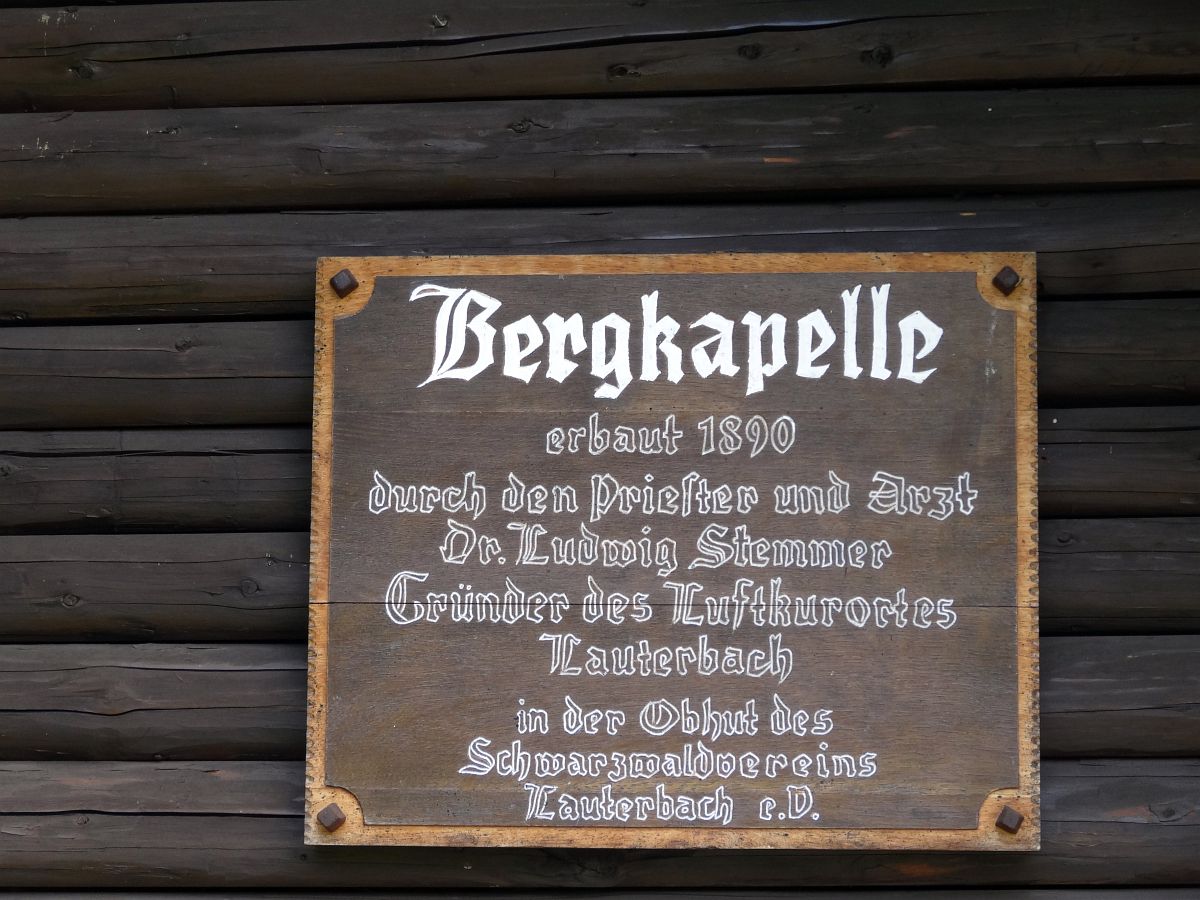 Bergkapelle
erbaut 1890
durch den Prieſter und Arzt
Dr. Ludwig Stemmer
Gründer des Luftkurortes
Lauterbach
in der Obhut des
Schwarzwaldvereins
Lauterbach e.V.